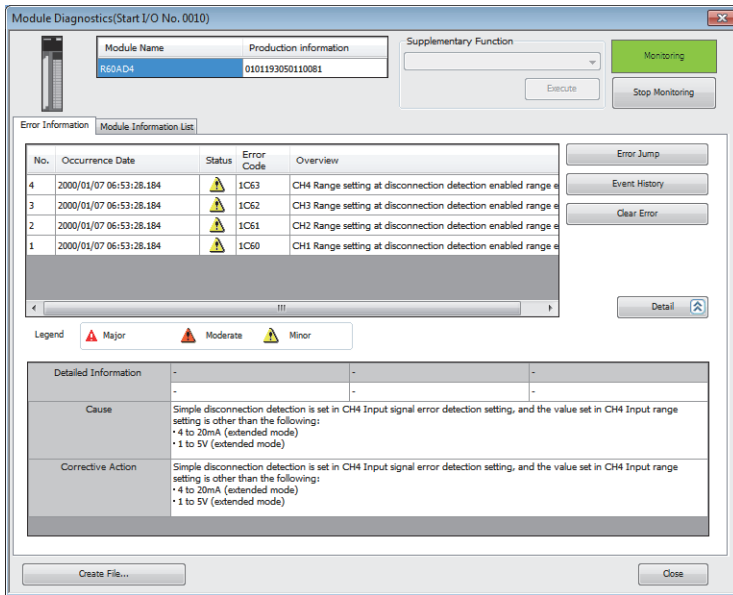 Module Diagnostics(Start I/O No. 0010)
Module Name Production information
R60AD4 0101193050110081
Supplementary Function
Execute
Monitoring
Stop Monitoring
Error Information Module Information List
No. Occurrence Date Status Error Code Overview
4 2000/01/07 06:53:28.184 1C63 CH4 Range setting at disconnection detection enabled range e
3 2000/01/07 06:53:28.184 1C62 CH3 Range setting at disconnection detection enabled range e
2 2000/01/07 06:53:28.184 1C61 CH2 Range setting at disconnection detection enabled range e
1 2000/01/07 06:53:28.184 1C60 CH1 Range setting at disconnection detection enabled range e
Error Jump
Event History
Clear Error
Detail
Legend Major Moderate Minor
Detailed Information - - -
- - -
Cause
Simple disconnection detection is set in CH4 Input signal error detection setting, and the value set in CH4 Input range
setting is other than the following:
・4 to 20mA (extended mode)
・1 to 5V (extended mode)
Corrective Action
Simple disconnection detection is set in CH4 Input signal error detection setting, and the value set in CH4 Input range
setting is other than the following:
・4 to 20mA (extended mode)
・1 to 5V (extended mode)
Create File... Close